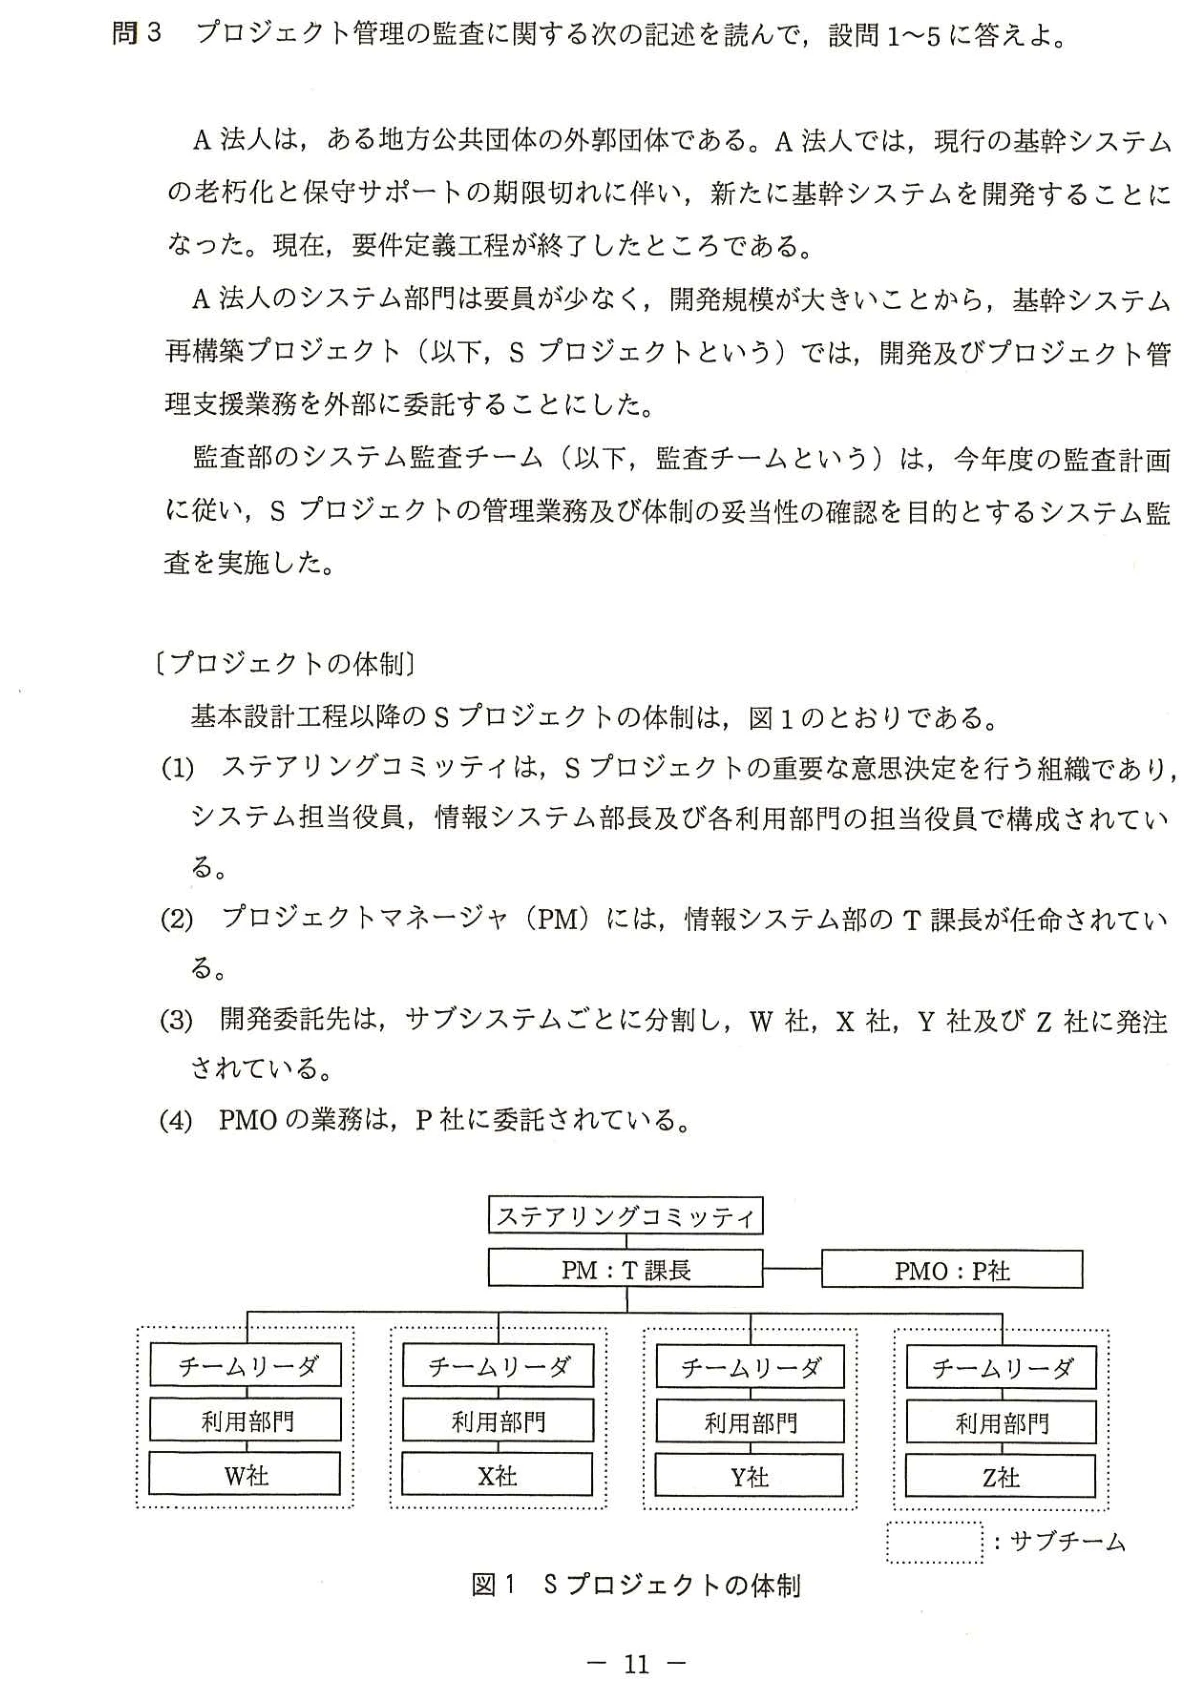 問3 プロジェクト管理の監査に関する次の記述を読んで，設問1～5に答えよ。
A法人は，ある地方公共団体の外郭団体である。A法人では，現行の基幹システム
の老朽化と保守サポートの期限切れに伴い，新たに基幹システムを開発することに
なった。現在，要件定義工程が終了したところである。
A法人のシステム部門は要員が少なく，開発規模が大きいことから，基幹システム
再構築プロジェクト（以下，Sプロジェクトという）では，開発及びプロジェクト管
理支援業務を外部に委託することにした。
監査部のシステム監査チーム（以下，監査チームという）は，今年度の監査計画
に従い，Sプロジェクトの管理業務及び体制の妥当性の確認を目的とするシステム監
査を実施した。
〔プロジェクトの体制〕
基本設計工程以降のSプロジェクトの体制は，図1のとおりである。
(1) ステアリングコミッティは，Sプロジェクトの重要な意思決定を行う組織であり，
システム担当役員，情報システム部長及び各利用部門の担当役員で構成されてい
る。
(2) プロジェクトマネージャ（PM）には，情報システム部のT課長が任命されてい
る。
(3) 開発委託先は，サブシステムごとに分割し，W社，X社，Y社及びZ社に発注
されている。
(4) PMOの業務は，P社に委託されている。
ステアリングコミッティ
PM：T課長 PMO：P社
チームリーダ チームリーダ チームリーダ チームリーダ
利用部門 利用部門 利用部門 利用部門
W社 X社 Y社 Z社
：サブチーム
図1 Sプロジェクトの体制
－ 11 －